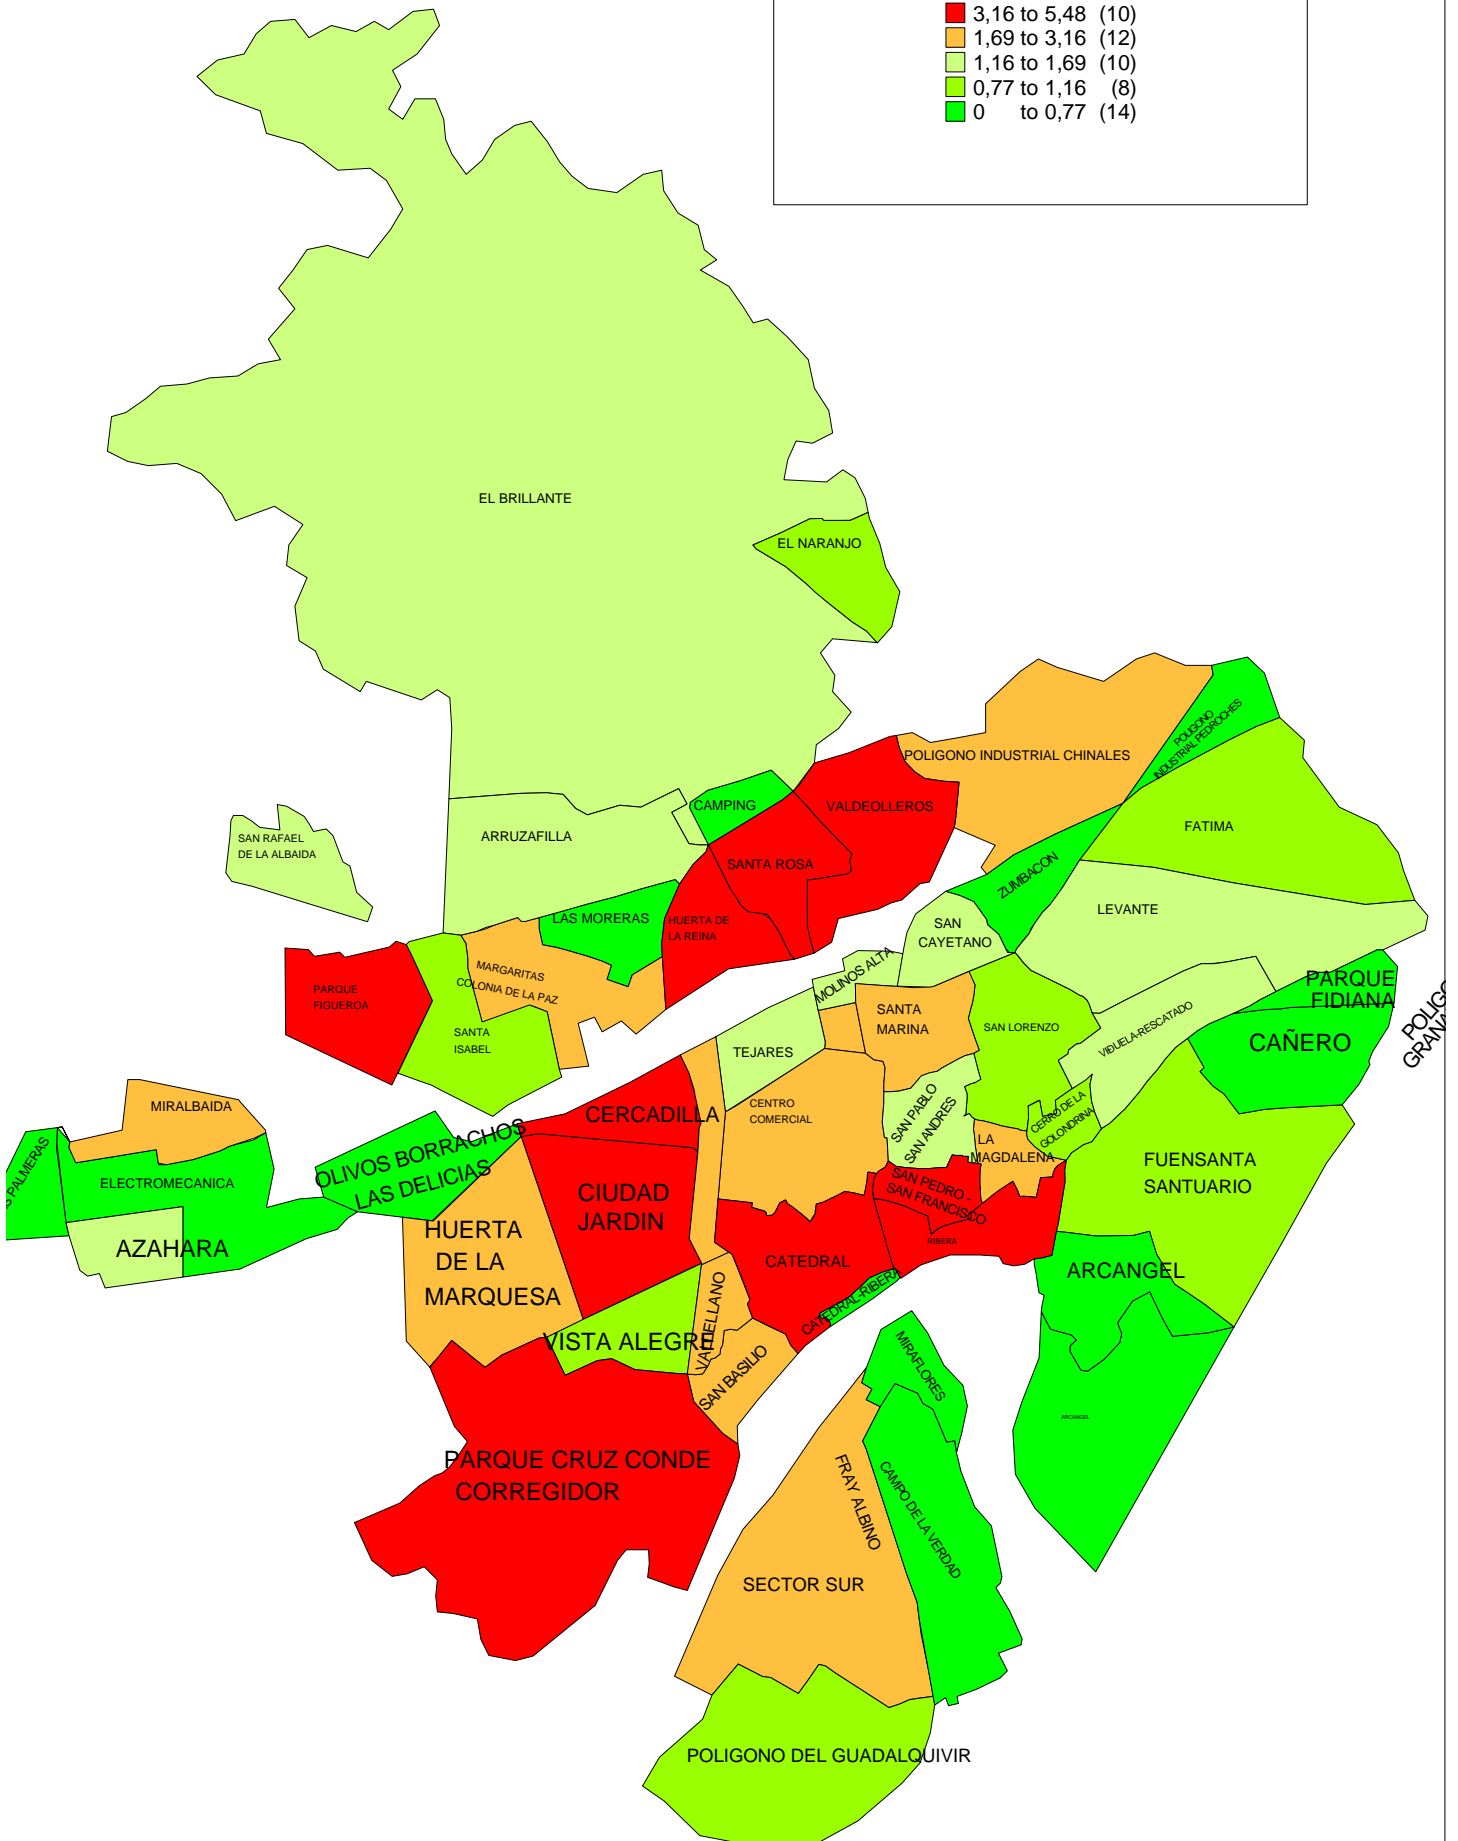 3,16 to 5,48 (10)
1,69 to 3,16 (12)
1,16 to 1,69 (10)
0,77 to 1,16 (8)
0 to 0,77 (14)
EL BRILLANTE
EL NARANJO
POLIGONO
INDUSTRIAL PEDROCHES
POLIGONO INDUSTRIAL CHINALES
CAMPING
VALDEOLLEROS
FATIMA
SAN RAFAEL
DE LA ALBAIDA
ARRUZAFILLA
SANTA ROSA
ZUMBACON
LAS MORERAS
HUERTA DE
LA REINA
LEVANTE
SAN
CAYETANO
MARGARITAS
COLONIA DE LA PAZ
MOLINOS ALTA
PARQUE
FIGUEROA
PARQUE
FIDIANA
SANTA
MARINA
SAN LORENZO
VIÑUELA-RESCATADO
CAÑERO
POLIGO
GRANA
SANTA
ISABEL
TEJARES
MIRALBAIDA
CERCADILLA
CENTRO
COMERCIAL
SAN PABLO
SAN ANDRES
CERRO DE LA
GOLONDRINA
LA
MAGDALENA
S PALMERAS
ELECTROMECANICA
OLIVOS BORRACHOS
LAS DELICIAS
CIUDAD
JARDIN
SAN PEDRO -
SAN FRANCISCO
FUENSANTA
SANTUARIO
AZAHARA
HUERTA
DE LA
MARQUESA
RIBERA
CATEDRAL
ARCANGEL
CATEDRAL-RIBERA
VALLELLANO
VISTA ALEGRE
SAN BASILIO
MIRAFLORES
ARCANGEL
PARQUE CRUZ CONDE
CORREGIDOR
FRAY ALBINO
CAMPO DE LA VERDAD
SECTOR SUR
POLIGONO DEL GUADALQUIVIR